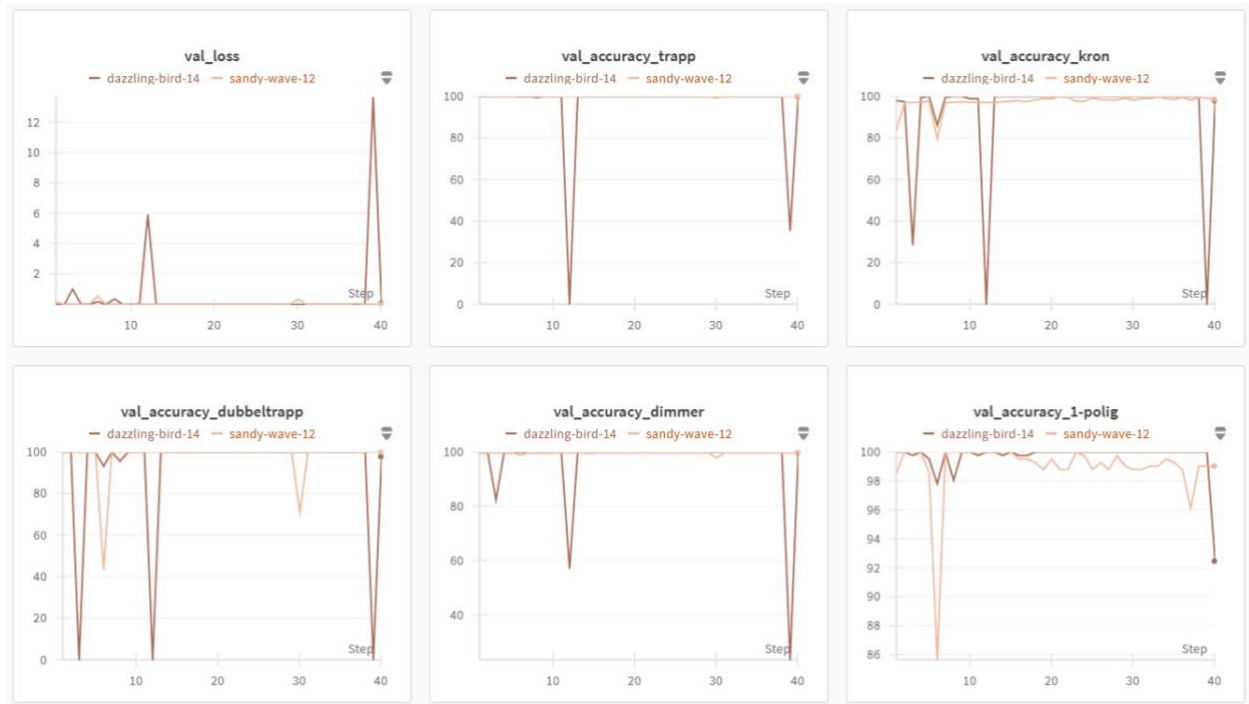 val_loss
dazzling-bird-14 sandy-wave-12
12
10
8
6
4
2
Step
10 20 30 40
val_accuracy_trapp
dazzling-bird-14 sandy-wave-12
100
80
60
40
20
0
Step
10 20 30 40
val_accuracy_kron
dazzling-bird-14 sandy-wave-12
100
80
60
40
20
0
Step
10 20 30 40
val_accuracy_dubbeltrapp
dazzling-bird-14 sandy-wave-12
100
80
60
40
20
0
Step
10 20 30 40
val_accuracy_dimmer
dazzling-bird-14 sandy-wave-12
100
80
60
40
Step
10 20 30 40
val_accuracy_1-polig
dazzling-bird-14 sandy-wave-12
100
98
96
94
92
90
88
86
Step
10 20 30 40